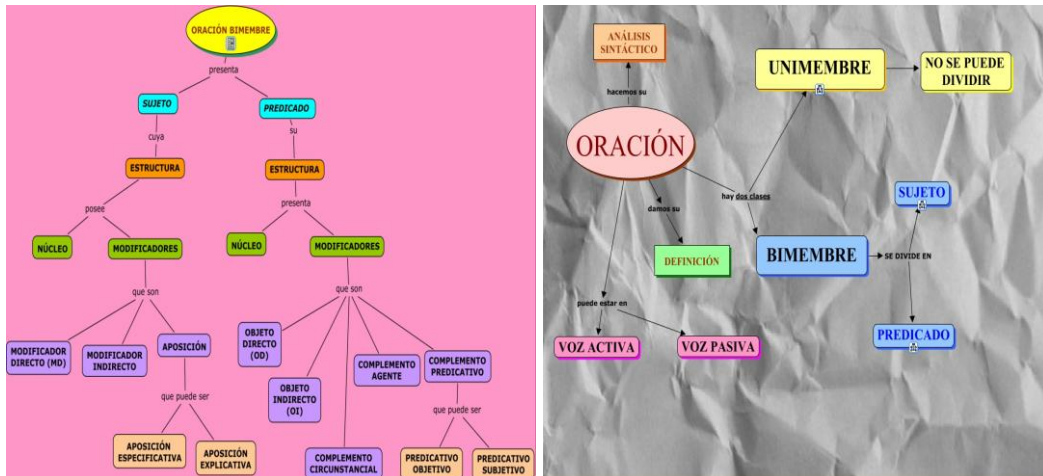 ORACIÓN BIMEMBRE
presenta
SUJETO
PREDICADO
cuya
su
ESTRUCTURA
ESTRUCTURA
posee
presenta
NÚCLEO
MODIFICADORES
NÚCLEO
MODIFICADORES
que son
que son
MODIFICADOR
DIRECTO (MD)
MODIFICADOR
INDIRECTO
APOSICIÓN
OBJETO
DIRECTO
(OD)
OBJETO
INDIRECTO
(OI)
COMPLEMENTO
AGENTE
COMPLEMENTO
PREDICATIVO
que puede ser
que puede ser
APOSICIÓN
ESPECIFICATIVA
APOSICIÓN
EXPLICATIVA
COMPLEMENTO
CIRCUNSTANCIAL
PREDICATIVO
OBJETIVO
PREDICATIVO
SUBJETIVO
ANÁLISIS
SINTÁCTICO
hacemos su
ORACIÓN
UNIMEMBRE
NO SE PUEDE
DIVIDIR
hay dos clases
damos su
DEFINICIÓN
BIMEMBRE
SE DIVIDE EN
SUJETO
PREDICADO
puede estar en
VOZ ACTIVA
VOZ PASIVA